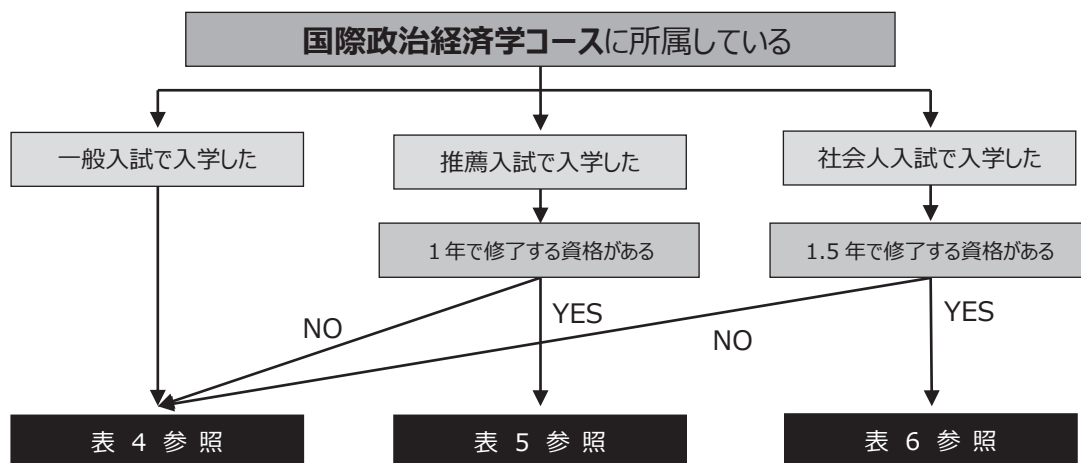 国際政治経済学コースに所属している
一般入試で入学した
推薦入試で入学した
社会人入試で入学した
1年で修了する資格がある
1.5年で修了する資格がある
NO
YES
NO
YES
表 4 参 照
表 5 参 照
表 6 参 照